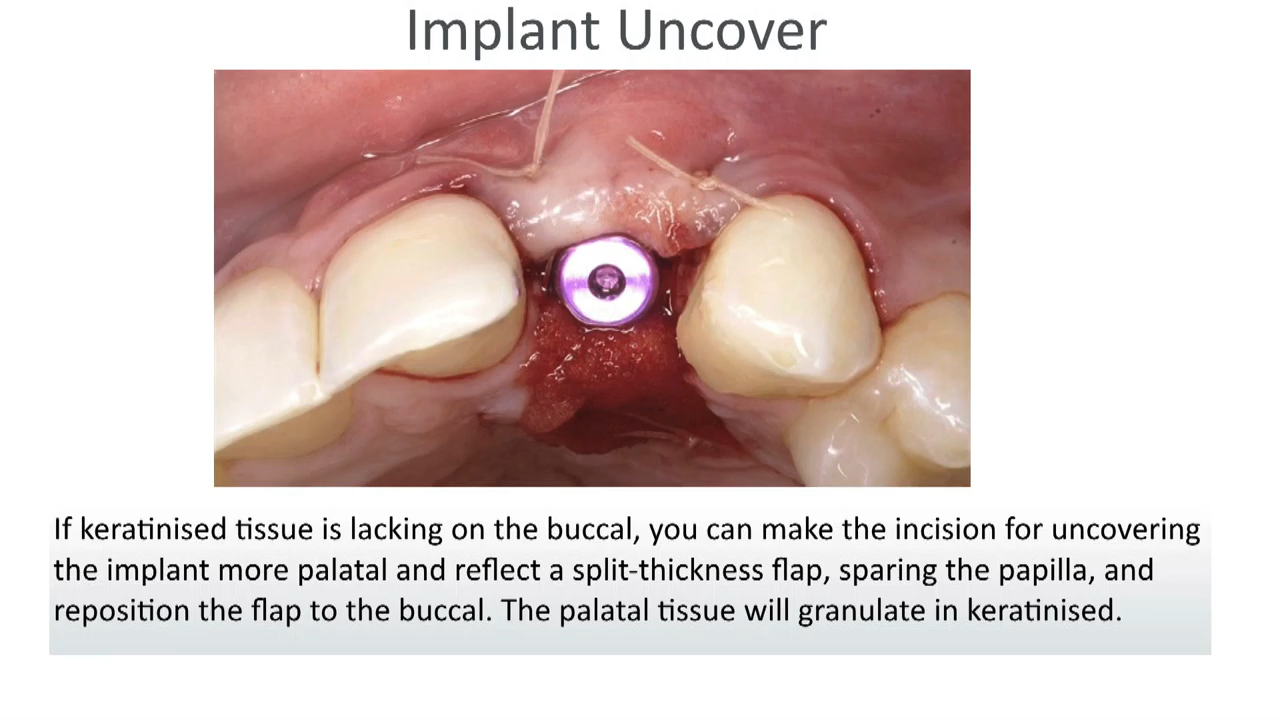 Implant Uncover
If keratinised tissue is lacking on the buccal, you can make the incision for uncovering
the implant more palatal and reflect a split-thickness flap, sparing the papilla, and
reposition the flap to the buccal. The palatal tissue will granulate in keratinised.